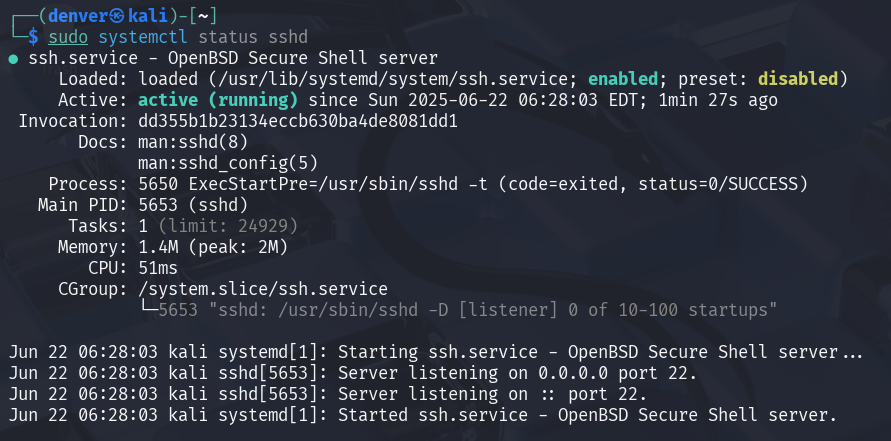 ┌──(denver㉿kali)-[~]
└─$ sudo systemctl status sshd
● ssh.service - OpenBSD Secure Shell server
     Loaded: loaded (/usr/lib/systemd/system/ssh.service; enabled; preset: disabled)
     Active: active (running) since Sun 2025-06-22 06:28:03 EDT; 1min 27s ago
 Invocation: dd355b1b23134eccb630ba4de8081dd1
       Docs: man:sshd(8)
             man:sshd_config(5)
    Process: 5650 ExecStartPre=/usr/sbin/sshd -t (code=exited, status=0/SUCCESS)
   Main PID: 5653 (sshd)
      Tasks: 1 (limit: 24929)
     Memory: 1.4M (peak: 2M)
        CPU: 51ms
     CGroup: /system.slice/ssh.service
             └─5653 "sshd: /usr/sbin/sshd -D [listener] 0 of 10-100 startups"

Jun 22 06:28:03 kali systemd[1]: Starting ssh.service - OpenBSD Secure Shell server...
Jun 22 06:28:03 kali sshd[5653]: Server listening on 0.0.0.0 port 22.
Jun 22 06:28:03 kali sshd[5653]: Server listening on :: port 22.
Jun 22 06:28:03 kali systemd[1]: Started ssh.service - OpenBSD Secure Shell server.